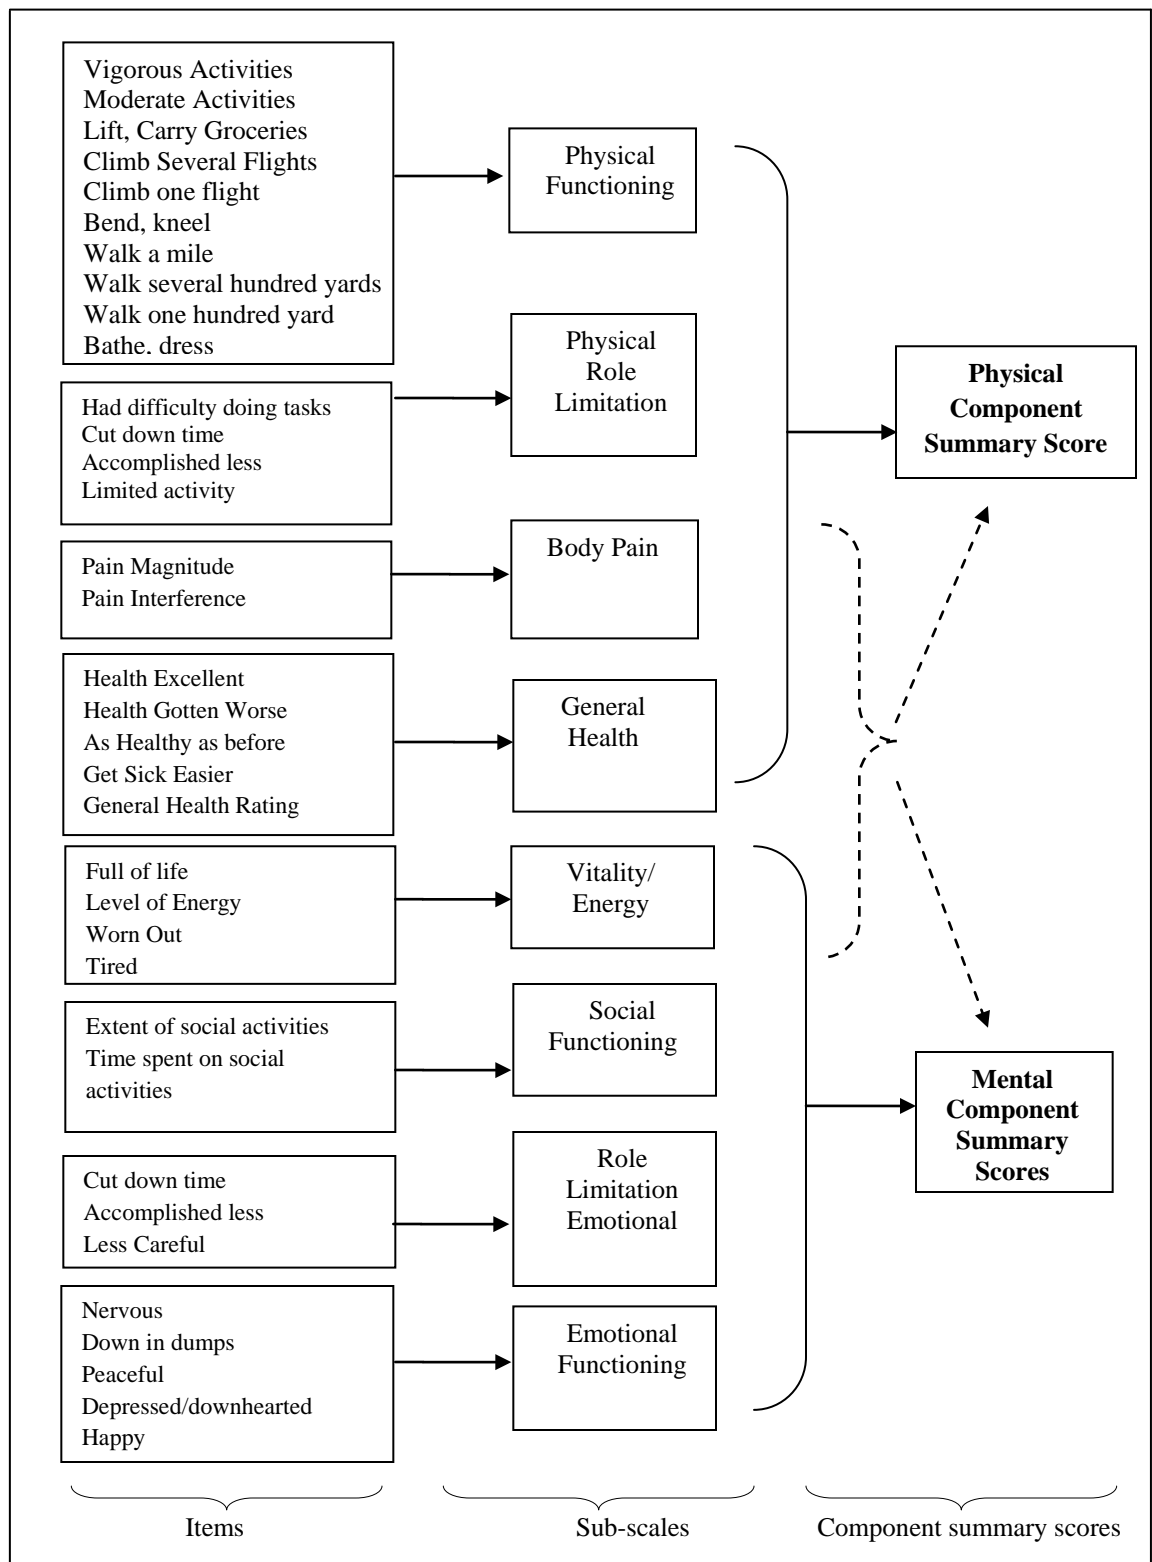 Vigorous Activities
Moderate Activities
Lift, Carry Groceries
Climb Several Flights
Climb one flight
Bend, kneel
Walk a mile
Walk several hundred yards
Walk one hundred yard
Bathe. dress
Physical
Functioning
Had difficulty doing tasks
Cut down time
Accomplished less
Limited activity
Physical
Role
Limitation
Physical
Component
Summary Score
Pain Magnitude
Pain Interference
Body Pain
Health Excellent
Health Gotten Worse
As Healthy as before
Get Sick Easier
General Health Rating
General
Health
Full of life
Level of Energy
Worn Out
Tired
Vitality/
Energy
Extent of social activities
Time spent on social
activities
Social
Functioning
Mental
Component
Summary
Scores
Cut down time
Accomplished less
Less Careful
Role
Limitation
Emotional
Nervous
Down in dumps
Peaceful
Depressed/downhearted
Happy
Emotional
Functioning
Items
Sub-scales
Component summary scores